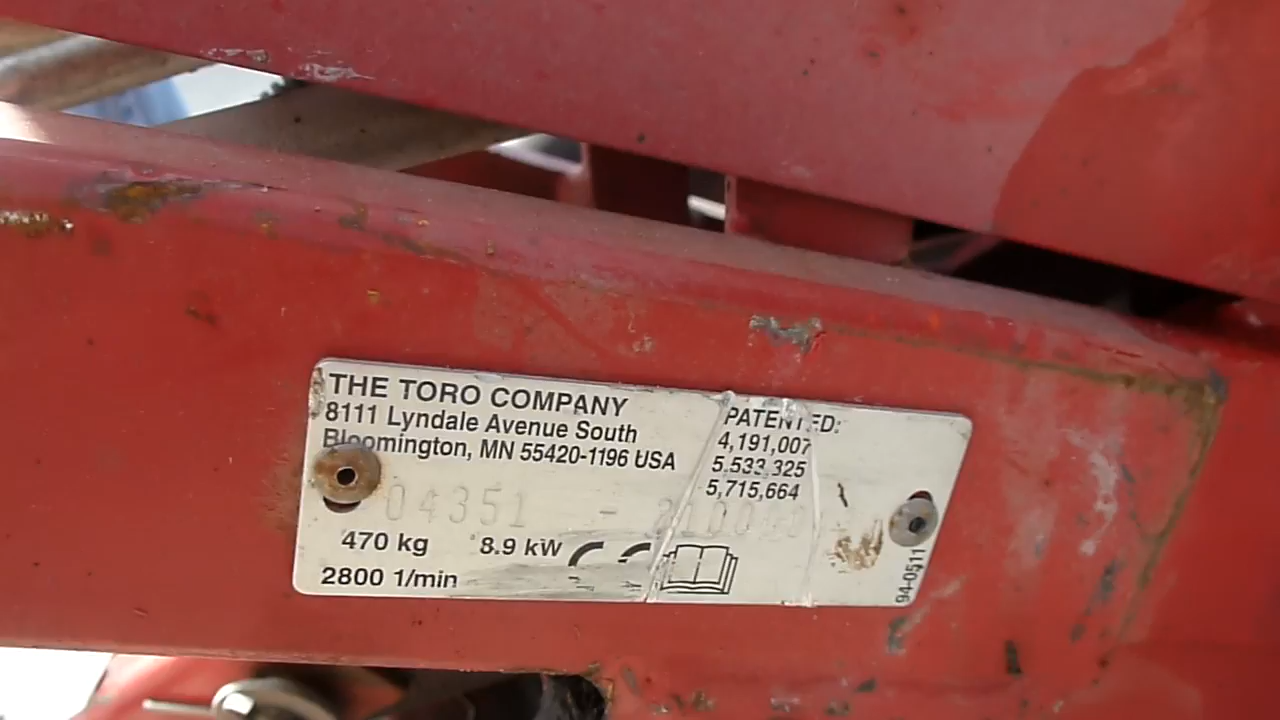 THE TORO COMPANY
8111 Lyndale Avenue South
Bloomington, MN 55420-1196 USA
PATENTED:
4,191,007
5,533,325
5,715,664
04351 -
470 kg 8.9 kW CE
2800 1/min
94-0511